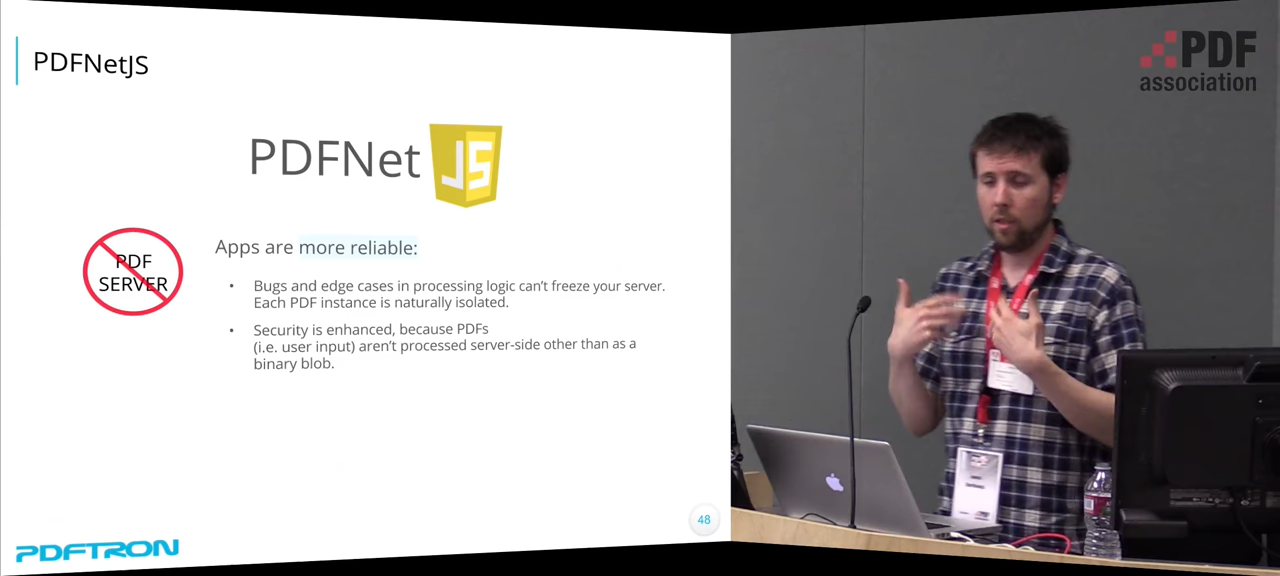 PDFNetJS
PDFNet JS
PDF
SERVER
Apps are more reliable:
• Bugs and edge cases in processing logic can’t freeze your server.
Each PDF instance is naturally isolated.
• Security is enhanced, because PDFs
(i.e. user input) aren’t processed server-side other than as a
binary blob.
48
PDFTRON
PDF
association